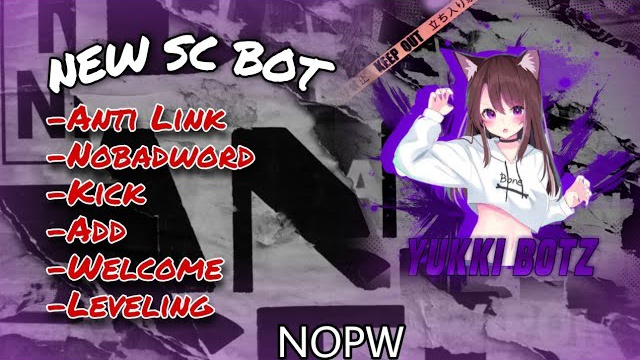 NEW SC BOT
-ANTI LINK
-NOBADWORD
-KICK
-ADD
-WELCOME
-LEVELING
KEEP OUT 立ち入り
Bone
YUKKI BOTZ
NOPW